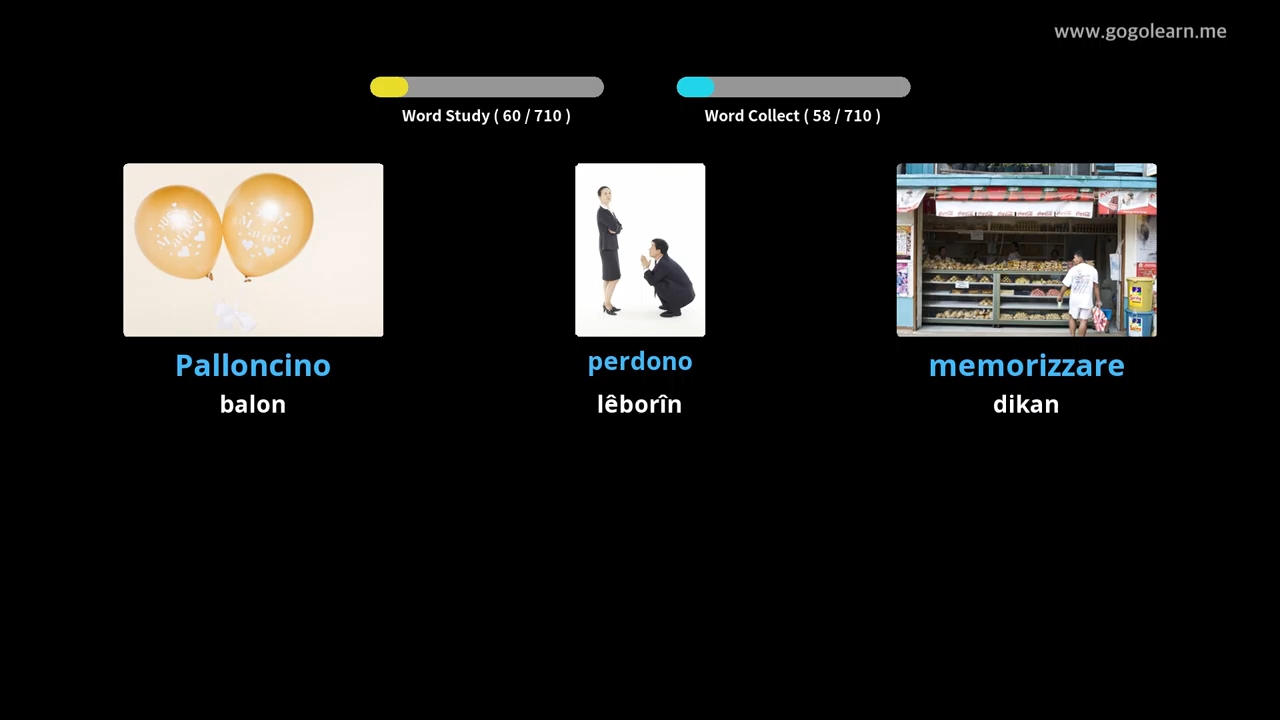 www.gogolearn.me
Word Study ( 60 / 710 )
Word Collect ( 58 / 710 )
Palloncino
perdono
memorizzare
balon
lêborîn
dikan